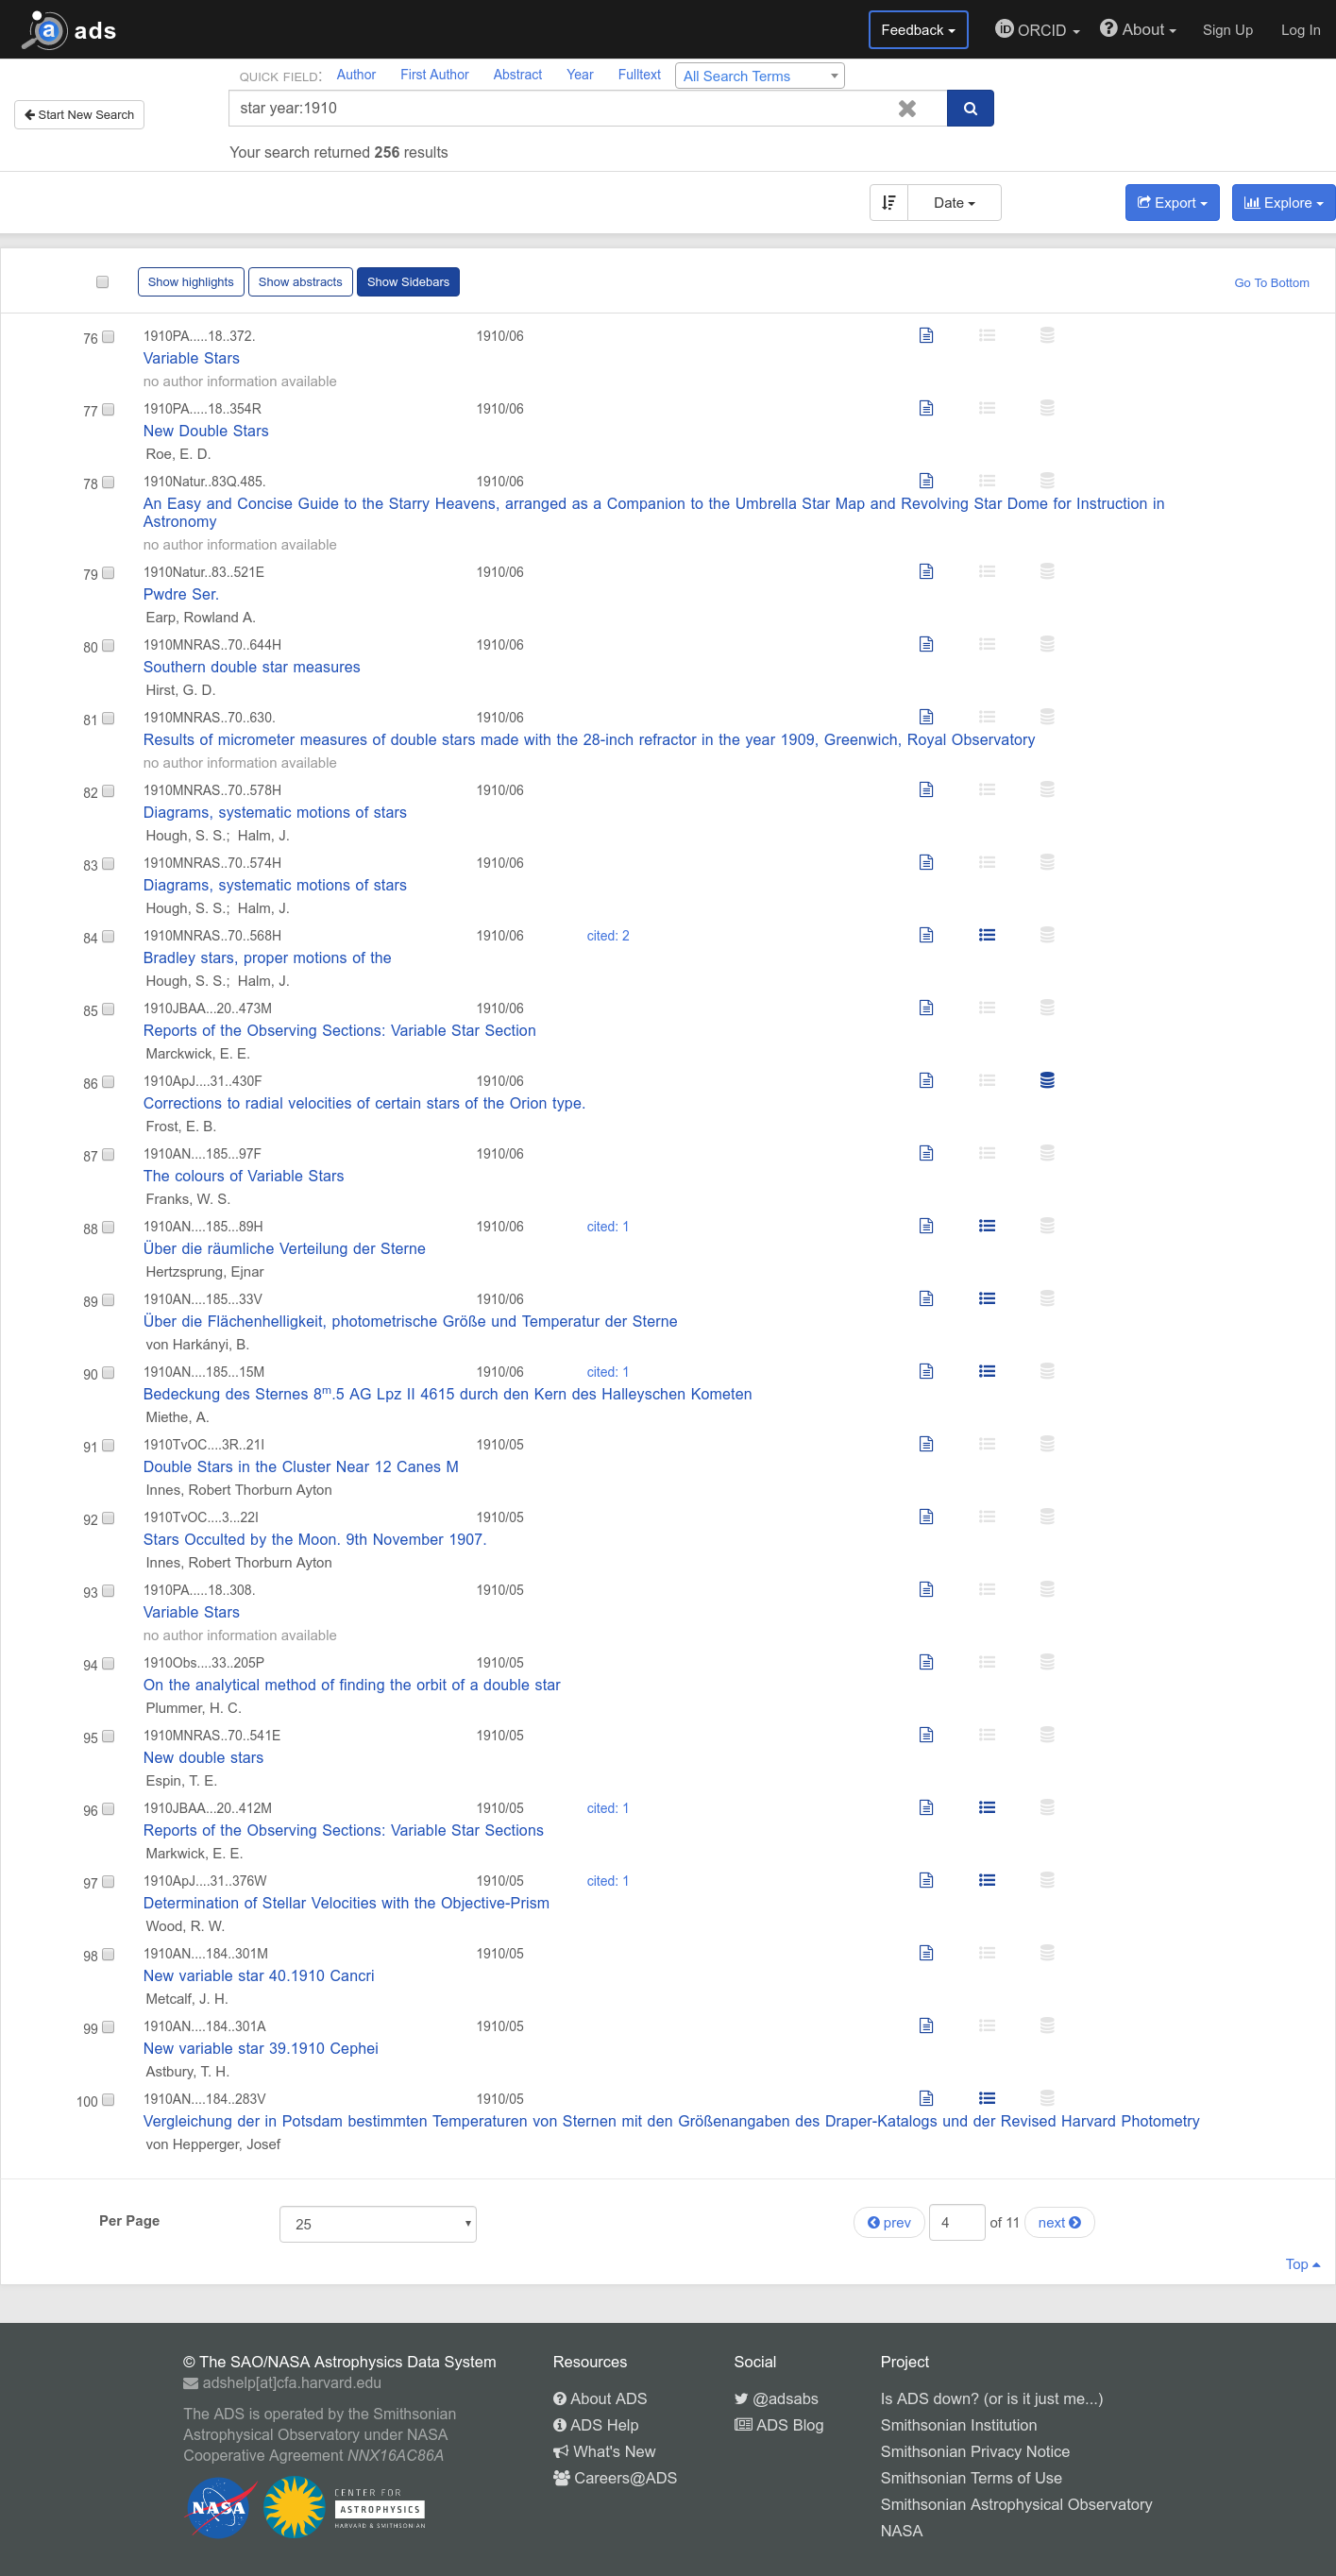 ads
Feedback
iD ORCID
About
Sign Up
Log In
QUICK FIELD: Author First Author Abstract Year Fulltext All Search Terms
Start New Search
star year:1910
Your search returned 256 results
Date
Export
Explore
Show highlights Show abstracts Show Sidebars
Go To Bottom
76 1910PA.....18..372. 1910/06
Variable Stars
no author information available
77 1910PA.....18..354R 1910/06
New Double Stars
Roe, E. D.
78 1910Natur..83Q.485. 1910/06
An Easy and Concise Guide to the Starry Heavens, arranged as a Companion to the Umbrella Star Map and Revolving Star Dome for Instruction in
Astronomy
no author information available
79 1910Natur..83..521E 1910/06
Pwdre Ser.
Earp, Rowland A.
80 1910MNRAS..70..644H 1910/06
Southern double star measures
Hirst, G. D.
81 1910MNRAS..70..630. 1910/06
Results of micrometer measures of double stars made with the 28-inch refractor in the year 1909, Greenwich, Royal Observatory
no author information available
82 1910MNRAS..70..578H 1910/06
Diagrams, systematic motions of stars
Hough, S. S.; Halm, J.
83 1910MNRAS..70..574H 1910/06
Diagrams, systematic motions of stars
Hough, S. S.; Halm, J.
84 1910MNRAS..70..568H 1910/06 cited: 2
Bradley stars, proper motions of the
Hough, S. S.; Halm, J.
85 1910JBAA...20..473M 1910/06
Reports of the Observing Sections: Variable Star Section
Marckwick, E. E.
86 1910ApJ....31..430F 1910/06
Corrections to radial velocities of certain stars of the Orion type.
Frost, E. B.
87 1910AN....185...97F 1910/06
The colours of Variable Stars
Franks, W. S.
88 1910AN....185...89H 1910/06 cited: 1
Über die räumliche Verteilung der Sterne
Hertzsprung, Ejnar
89 1910AN....185...33V 1910/06
Über die Flächenhelligkeit, photometrische Größe und Temperatur der Sterne
von Harkányi, B.
90 1910AN....185...15M 1910/06 cited: 1
Bedeckung des Sternes 8ᵐ.5 AG Lpz II 4615 durch den Kern des Halleyschen Kometen
Miethe, A.
91 1910TvOC....3R..21I 1910/05
Double Stars in the Cluster Near 12 Canes M
Innes, Robert Thorburn Ayton
92 1910TvOC....3...22I 1910/05
Stars Occulted by the Moon. 9th November 1907.
Innes, Robert Thorburn Ayton
93 1910PA.....18..308. 1910/05
Variable Stars
no author information available
94 1910Obs....33..205P 1910/05
On the analytical method of finding the orbit of a double star
Plummer, H. C.
95 1910MNRAS..70..541E 1910/05
New double stars
Espin, T. E.
96 1910JBAA...20..412M 1910/05 cited: 1
Reports of the Observing Sections: Variable Star Sections
Markwick, E. E.
97 1910ApJ....31..376W 1910/05 cited: 1
Determination of Stellar Velocities with the Objective-Prism
Wood, R. W.
98 1910AN....184..301M 1910/05
New variable star 40.1910 Cancri
Metcalf, J. H.
99 1910AN....184..301A 1910/05
New variable star 39.1910 Cephei
Astbury, T. H.
100 1910AN....184..283V 1910/05
Vergleichung der in Potsdam bestimmten Temperaturen von Sternen mit den Größenangaben des Draper-Katalogs und der Revised Harvard Photometry
von Hepperger, Josef
Per Page 25 prev 4 of 11 next
Top
© The SAO/NASA Astrophysics Data System
adshelp[at]cfa.harvard.edu
The ADS is operated by the Smithsonian
Astrophysical Observatory under NASA
Cooperative Agreement NNX16AC86A
NASA
CENTER FOR
ASTROPHYSICS
HARVARD & SMITHSONIAN
Resources
About ADS
ADS Help
What's New
Careers@ADS
Social
@adsabs
ADS Blog
Project
Is ADS down? (or is it just me...)
Smithsonian Institution
Smithsonian Privacy Notice
Smithsonian Terms of Use
Smithsonian Astrophysical Observatory
NASA